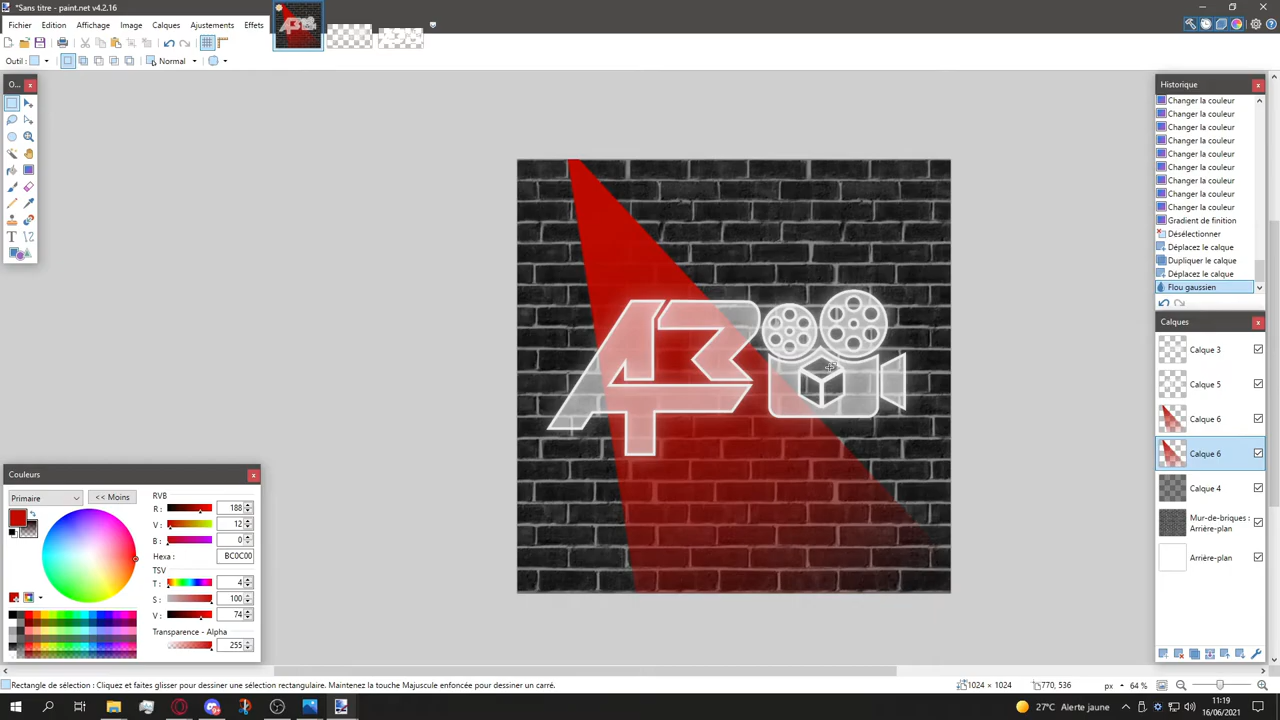 *Sans titre - paint.net v4.2.16
Fichier Edition Affichage Image Calques Ajustements Effets
Outil : Normal
O...
Historique
Changer la couleur
Changer la couleur
Changer la couleur
Changer la couleur
Changer la couleur
Changer la couleur
Changer la couleur
Changer la couleur
Changer la couleur
Gradient de finition
Désélectionner
Déplacez le calque
Dupliquer le calque
Déplacez le calque
Flou gaussien
Calques
Calque 3
Calque 5
Calque 6
Calque 6
Calque 4
Mur-de-briques :
Arrière-plan
Arrière-plan
Couleurs
Primaire << Moins
RVB
R : 188
V : 12
B : 0
Hexa : BC0C00
TSV
T : 4
S : 100
V : 74
Transparence - Alpha
255
Rectangle de sélection : Cliquez et faites glisser pour dessiner une sélection rectangulaire. Maintenez la touche Majuscule enfoncée pour dessiner un carré.
1024 × 1024 770, 536 px 64 %
27°C Alerte jaune
11:19
16/06/2021